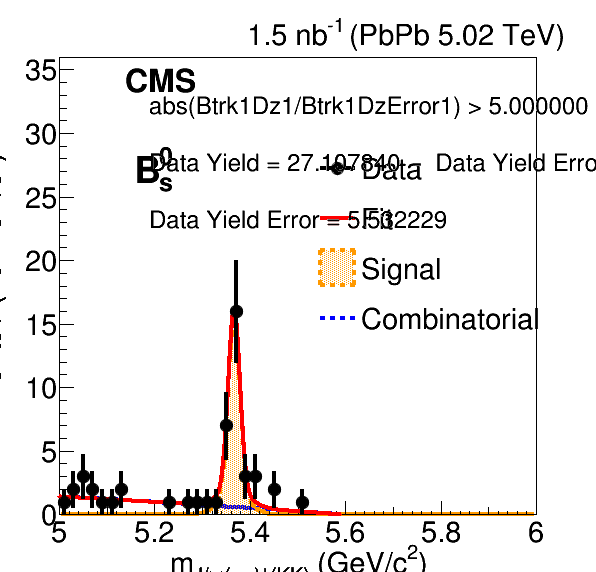 1.5 nb⁻¹ (PbPb 5.02 TeV)
CMS
abs(Btrk1Dz1/Btrk1DzError1) > 5.000000
B⁰ₛ
Data Yield = 27.107840 - Data Yield Erro
Data
Data Yield Error = 5.532229
Fit
Signal
Combinatorial
35
30
25
20
15
10
5
0
5 5.2 5.4 5.6 5.8 6
(GeV/c²)